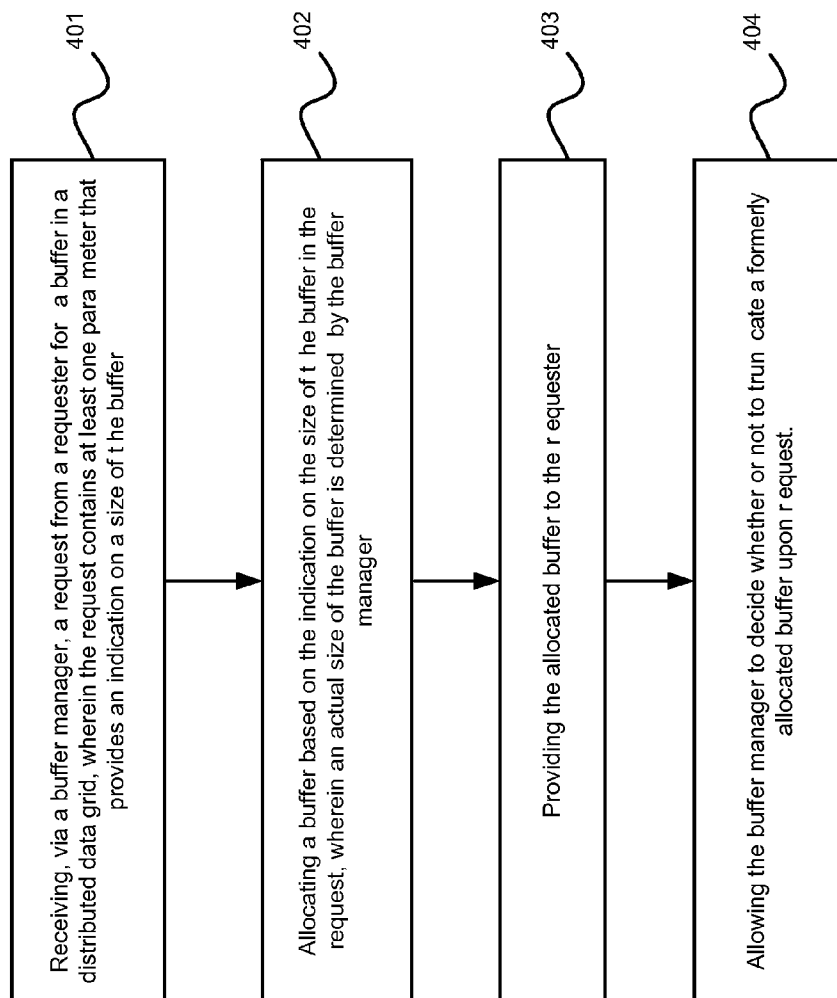 401
Receiving, via a buffer manager, a request from a requester for a buffer in a
distributed data grid, wherein the request contains at least one para meter that
provides an indication on a size of t he buffer
402
Allocating a buffer based on the indication on the size of t he buffer in the
request, wherein an actual size of the buffer is determined by the buffer
manager
403
Providing the allocated buffer to the r equester
404
Allowing the buffer manager to decide whether or not to trun cate a formerly
allocated buffer upon r equest.